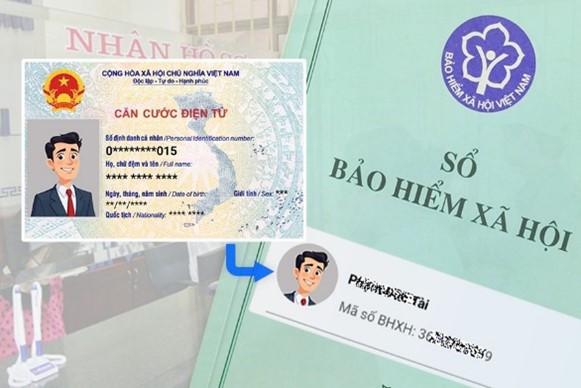 NHẬN HỒ
CỘNG HÒA XÃ HỘI CHỦ NGHĨA VIỆT NAM
Độc lập - Tự do - Hạnh phúc
CĂN CƯỚC ĐIỆN TỬ
Số định danh cá nhân /Personal identification number:
0********015
Họ, chữ đệm và tên / Full name:
**** **** **** ****
Ngày, tháng, năm sinh / Date of birth:
Giới tính / Sex: ***
**/**/****
Quốc tịch / Nationality: **** ****
BẢO HIỂM XÃ HỘI VIỆT NAM
SỔ
BẢO HIỂM XÃ HỘI
Tài
Mã số BHXH: 36